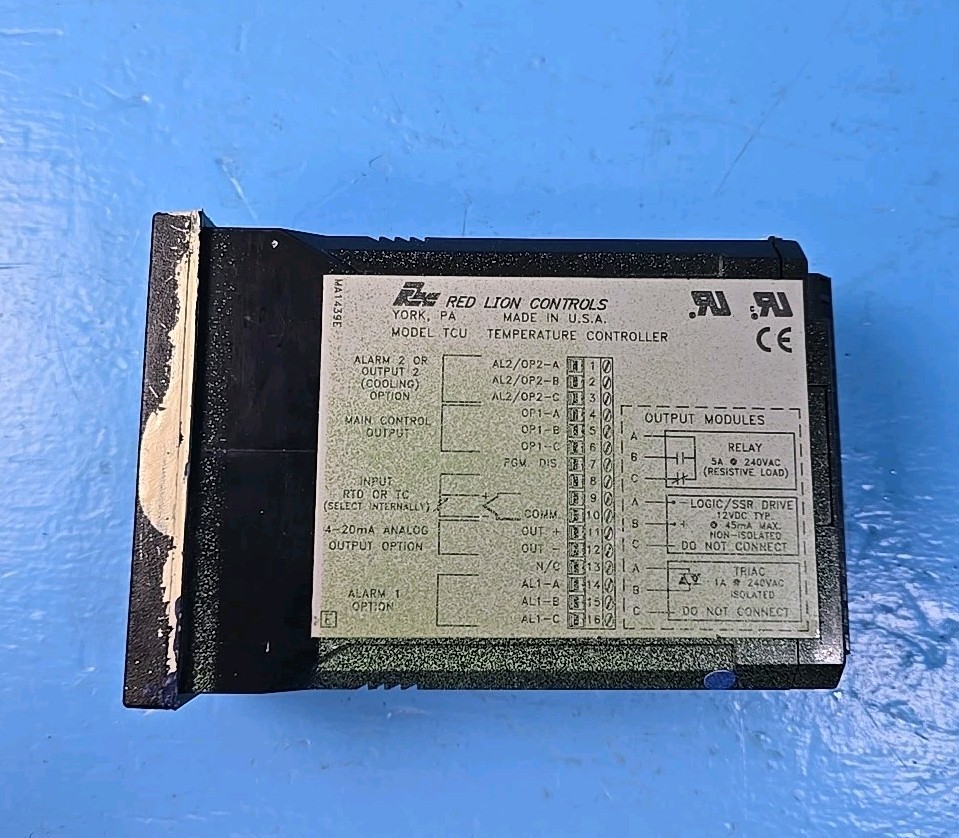 MA1439E
RED LION CONTROLS
YORK, PA MADE IN U.S.A.
MODEL TCU TEMPERATURE CONTROLLER
CE
ALARM 2 OR
OUTPUT 2
(COOLING)
OPTION
MAIN CONTROL
OUTPUT
INPUT
RTD OR TC
(SELECT INTERNALLY)
4-20mA ANALOG
OUTPUT OPTION
ALARM 1
OPTION
E
AL2/OP2-A 1
AL2/OP2-B 2
AL2/OP2-C 3
OP1-A 4
OP1-B 5
OP1-C 6
PGM. DIS. 7
8
9
COMM. 10
OUT + 11
OUT - 12
N/C 13
AL1-A 14
AL1-B 15
AL1-C 16
OUTPUT MODULES
A
B
C
RELAY
5A @ 240VAC
(RESISTIVE LOAD)
A
B
C
LOGIC/SSR DRIVE
12VDC TYP.
@ 45mA MAX.
NON-ISOLATED
DO NOT CONNECT
A
B
C
TRIAC
1A @ 240VAC
ISOLATED
DO NOT CONNECT